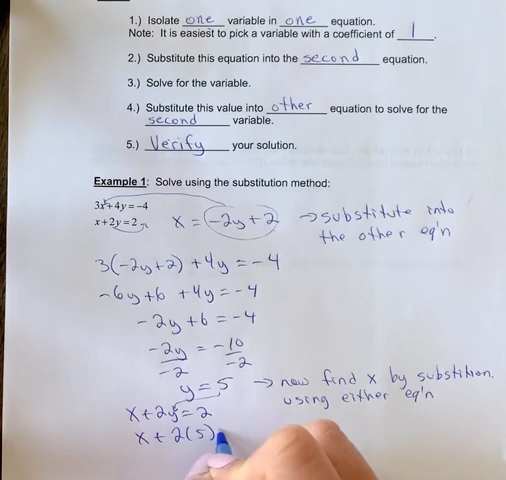 1.) Isolate one variable in one equation.
Note: It is easiest to pick a variable with a coefficient of 1.
2.) Substitute this equation into the second equation.
3.) Solve for the variable.
4.) Substitute this value into other equation to solve for the
second variable.
5.) Verify your solution.
Example 1: Solve using the substitution method:
3x+4y=-4
x+2y=2
x = -2y+2 → substitute into
the other eq'n
3(-2y+2) +4y = -4
-6y+6 +4y = -4
-2y+6 = -4
-2y = -10
-2 -2
y = 5 → now find x by substition.
using either eq'n
x+2y=2
x + 2(5)